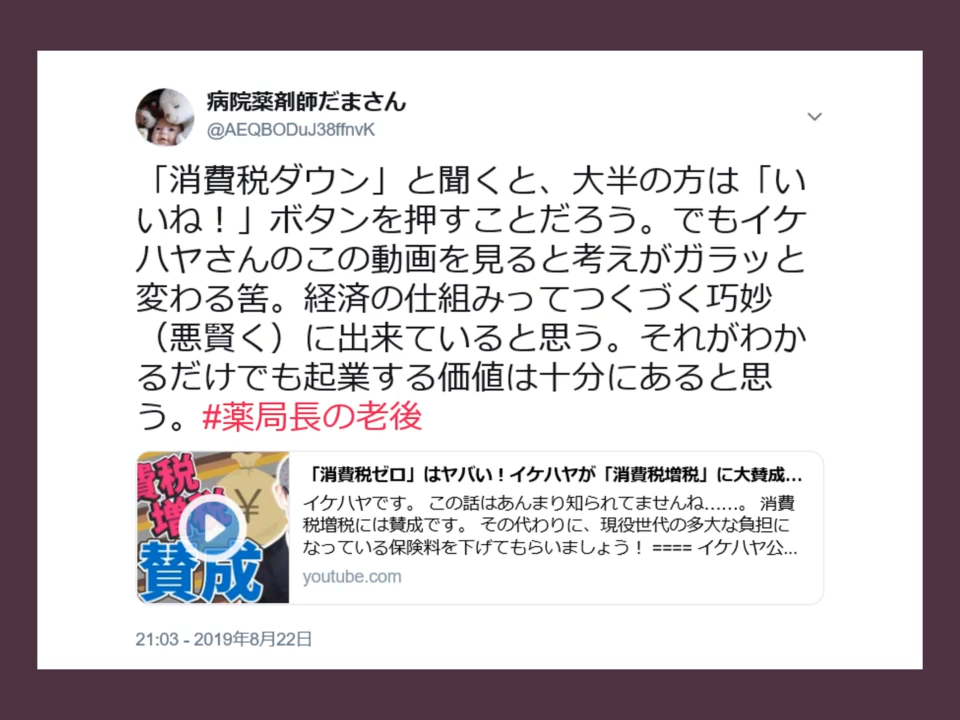 病院薬剤師だまさん
@AEQBODuJ38ffnvK
「消費税ダウン」と聞くと、大半の方は「い
いね！」ボタンを押すことだろう。でもイケ
ハヤさんのこの動画を見ると考えがガラッと
変わる筈。経済の仕組みってつくづく巧妙
（悪賢く）に出来ていると思う。それがわか
るだけでも起業する価値は十分にあると思
う。#薬局長の老後
費税
増税
賛成
「消費税ゼロ」はヤバい！イケハヤが「消費税増税」に大賛成...
イケハヤです。 この話はあんまり知られてませんね......。 消費
税増税には賛成です。 その代わりに、現役世代の多大な負担に
なっている保険料を下げてもらいましょう！ ==== イケハヤ公...
youtube.com
21:03 - 2019年8月22日